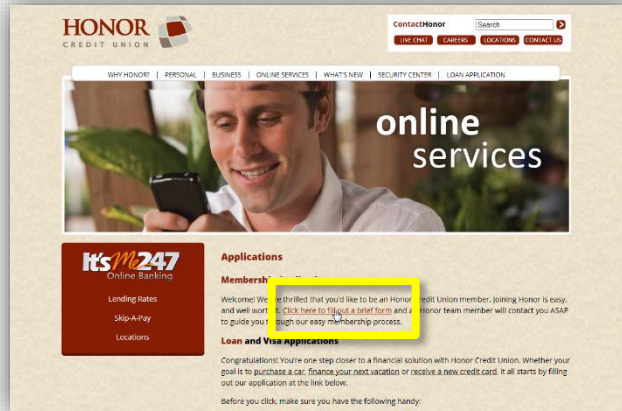 HONOR
CREDIT UNION
ContactHonor
Search
LIVE CHAT
CAREERS
LOCATIONS
CONTACT US
WHY HONOR? | PERSONAL | BUSINESS | ONLINE SERVICES | WHAT'S NEW | SECURITY CENTER | LOAN APPLICATION
online
services
It'sMe247
Online Banking
Lending Rates
Skip-A-Pay
Locations
Applications
Membership
Welcome! We're thrilled that you'd like to be an Honor Credit Union member. Joining Honor is easy,
and well worth it. Click here to fill out a brief form and an Honor team member will contact you ASAP
to guide you through our easy membership process.
Loan and Visa Applications
Congratulations! You're one step closer to a financial solution with Honor Credit Union. Whether your
goal is to purchase a car, finance your next vacation or receive a new credit card, it all starts by filling
out our application at the link below.
Before you click, make sure you have the following handy: